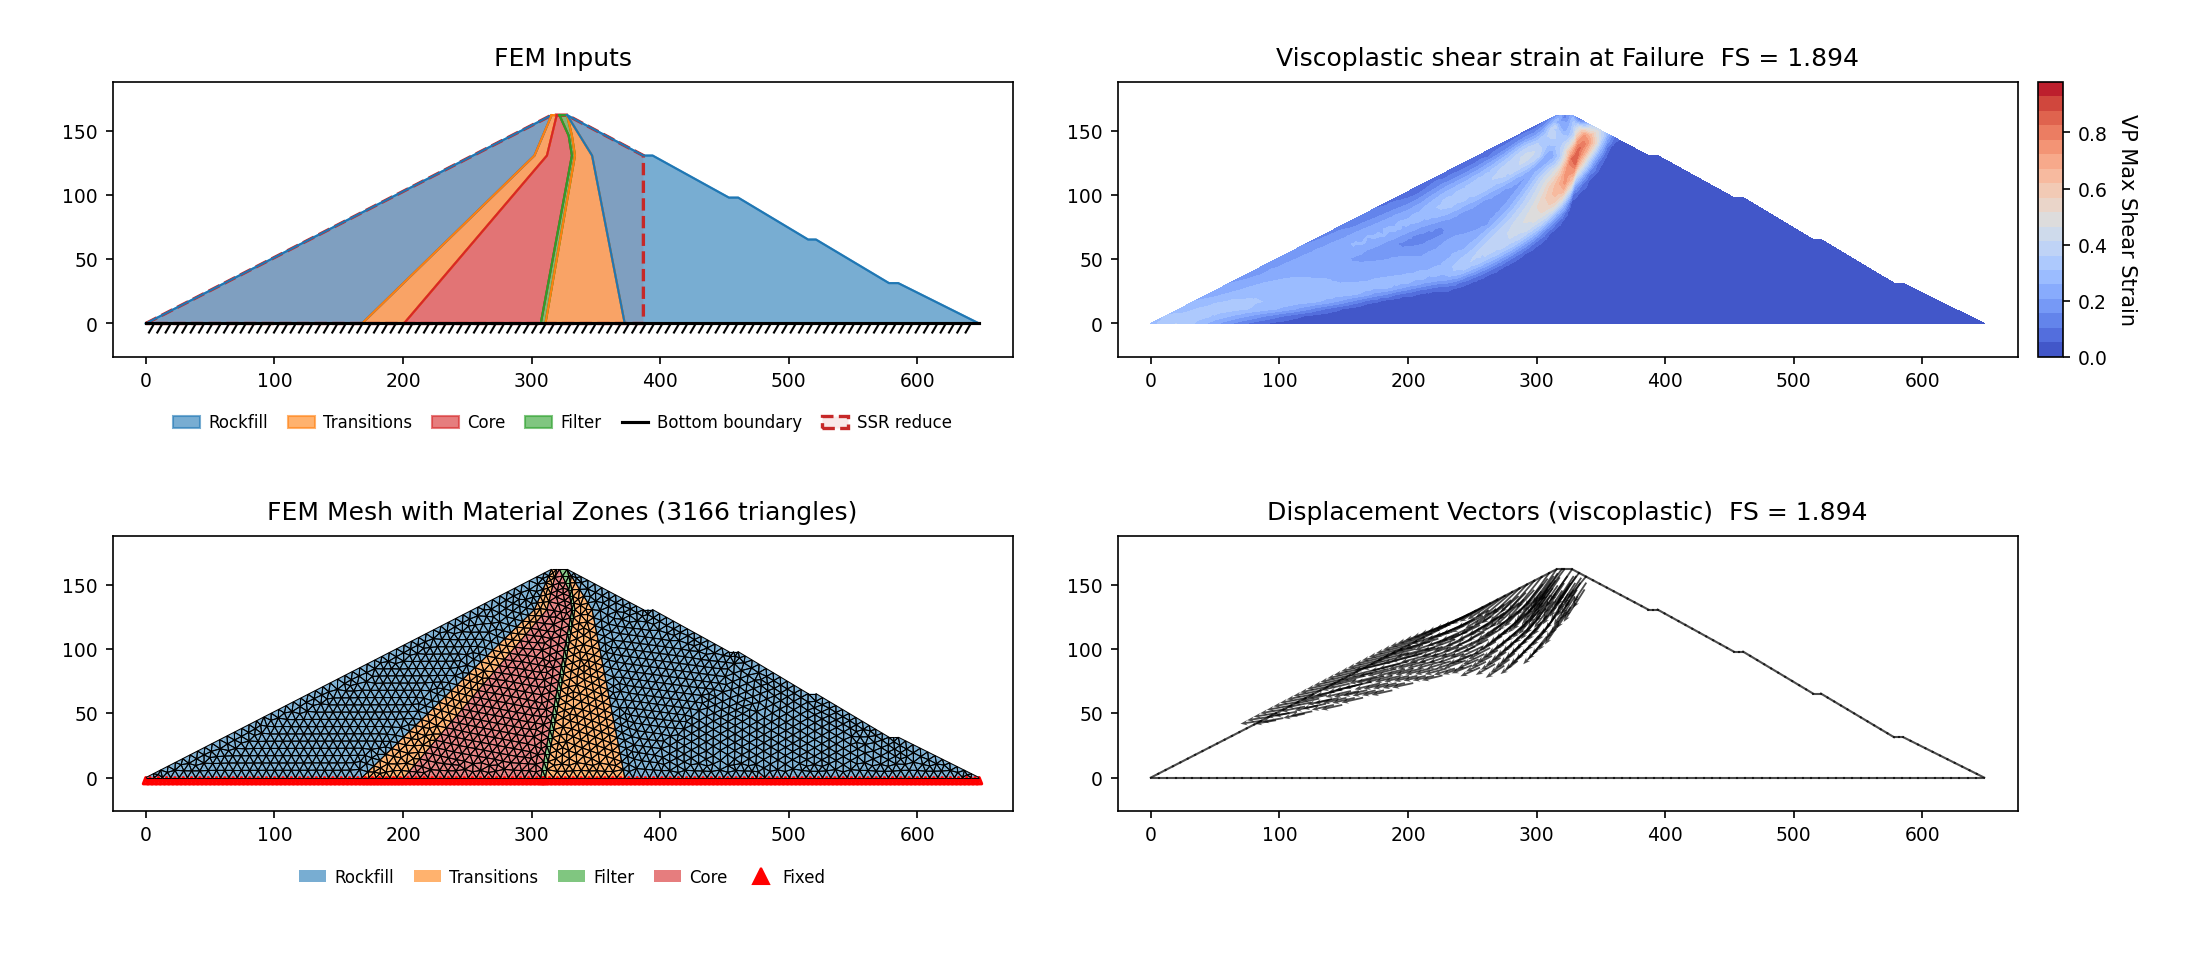 FEM Inputs
150
100
50
0
0 100 200 300 400 500 600
Rockfill Transitions Core Filter Bottom boundary SSR reduce
Viscoplastic shear strain at Failure  FS = 1.894
150
100
50
0
0 100 200 300 400 500 600
0.8
0.6
0.4
0.2
0.0
VP Max Shear Strain
FEM Mesh with Material Zones (3166 triangles)
150
100
50
0
0 100 200 300 400 500 600
Rockfill Transitions Filter Core Fixed
Displacement Vectors (viscoplastic)  FS = 1.894
150
100
50
0
0 100 200 300 400 500 600